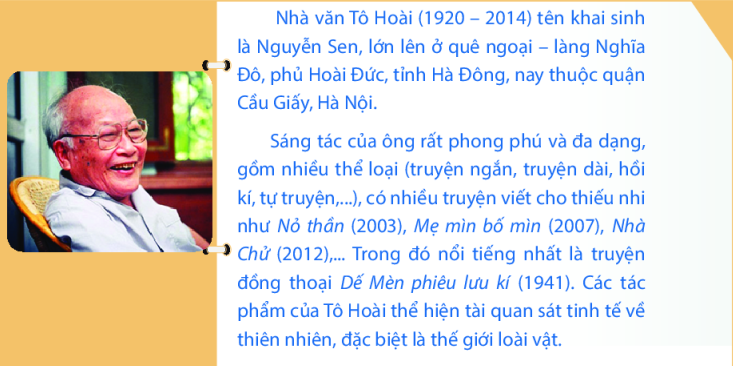 Nhà văn Tô Hoài (1920 – 2014) tên khai sinh
là Nguyễn Sen, lớn lên ở quê ngoại – làng Nghĩa
Đô, phủ Hoài Đức, tỉnh Hà Đông, nay thuộc quận
Cầu Giấy, Hà Nội.
Sáng tác của ông rất phong phú và đa dạng,
gồm nhiều thể loại (truyện ngắn, truyện dài, hồi
kí, tự truyện,...), có nhiều truyện viết cho thiếu nhi
như Nỏ thần (2003), Mẹ mìn bố mìn (2007), Nhà
Chử (2012),... Trong đó nổi tiếng nhất là truyện
đồng thoại Dế Mèn phiêu lưu kí (1941). Các tác
phẩm của Tô Hoài thể hiện tài quan sát tinh tế về
thiên nhiên, đặc biệt là thế giới loài vật.